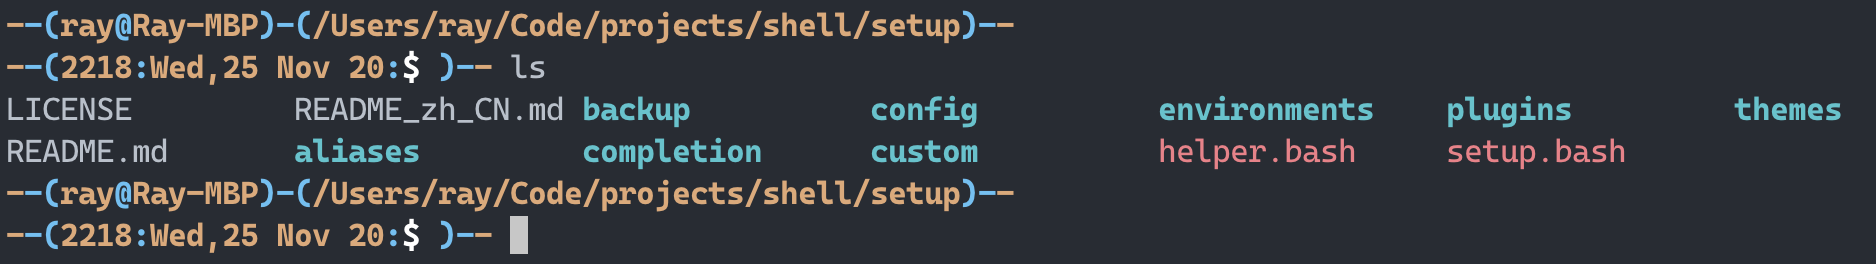 --(ray@Ray-MBP)-(/Users/ray/Code/projects/shell/setup)--
--(2218:Wed,25 Nov 20:$ )-- ls
LICENSE README_zh_CN.md backup config environments plugins themes
README.md aliases completion custom helper.bash setup.bash
--(ray@Ray-MBP)-(/Users/ray/Code/projects/shell/setup)--
--(2218:Wed,25 Nov 20:$ )--